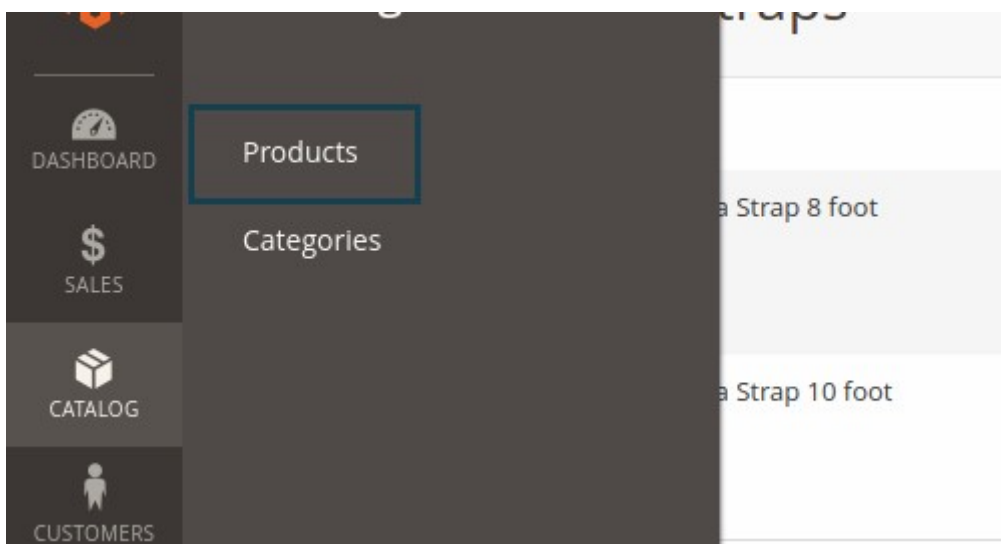 DASHBOARD
SALES
CATALOG
CUSTOMERS
Products
Categories
a Strap 8 foot
a Strap 10 foot